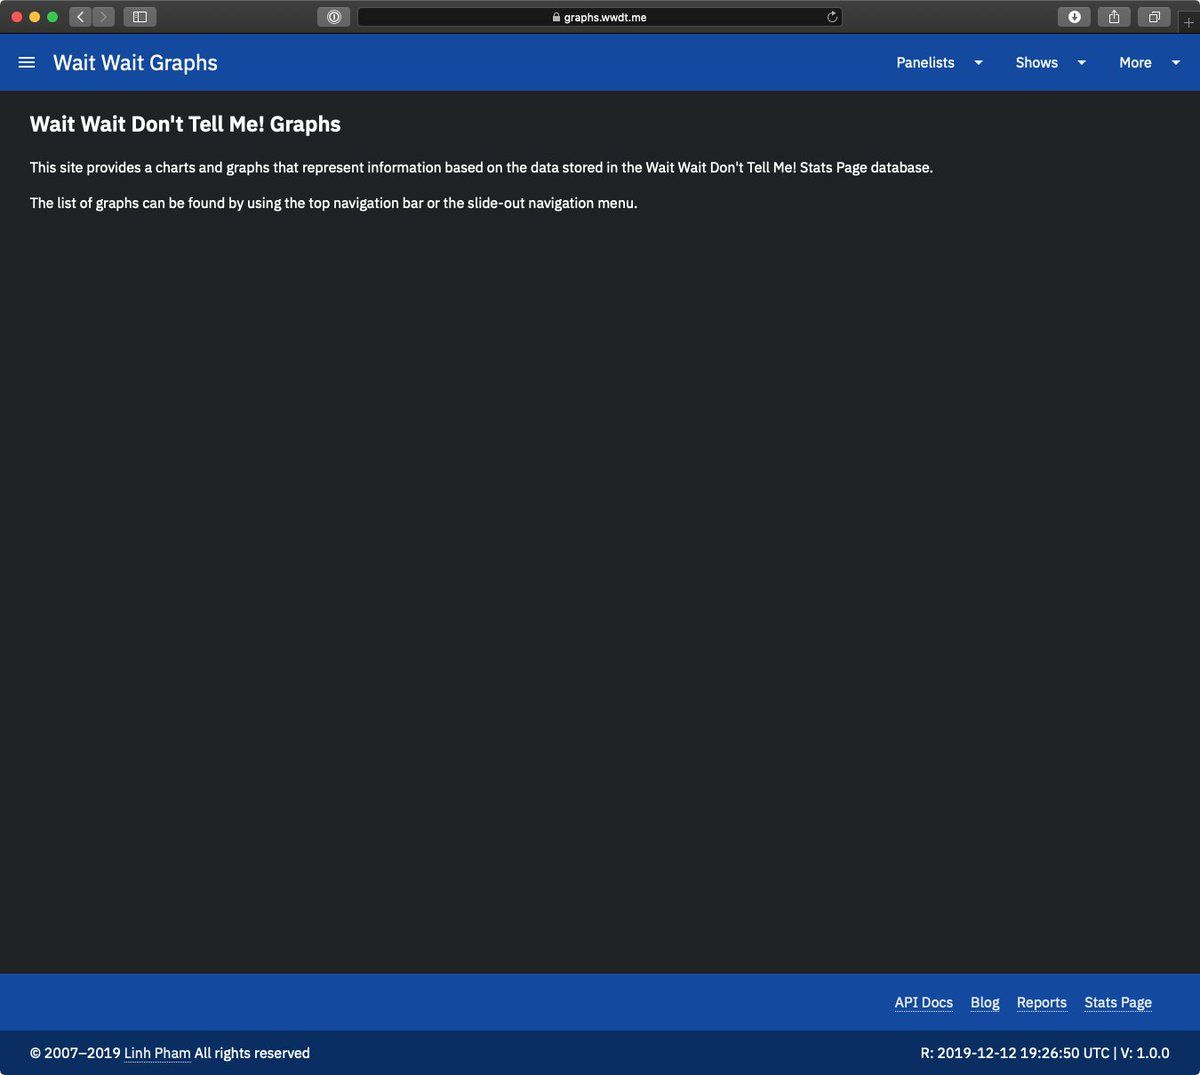 graphs.wwdt.me
Wait Wait Graphs
Panelists
Shows
More
Wait Wait Don't Tell Me! Graphs
This site provides a charts and graphs that represent information based on the data stored in the Wait Wait Don't Tell Me! Stats Page database.
The list of graphs can be found by using the top navigation bar or the slide-out navigation menu.
API Docs Blog Reports Stats Page
© 2007–2019 Linh Pham All rights reserved
R: 2019-12-12 19:26:50 UTC | V: 1.0.0